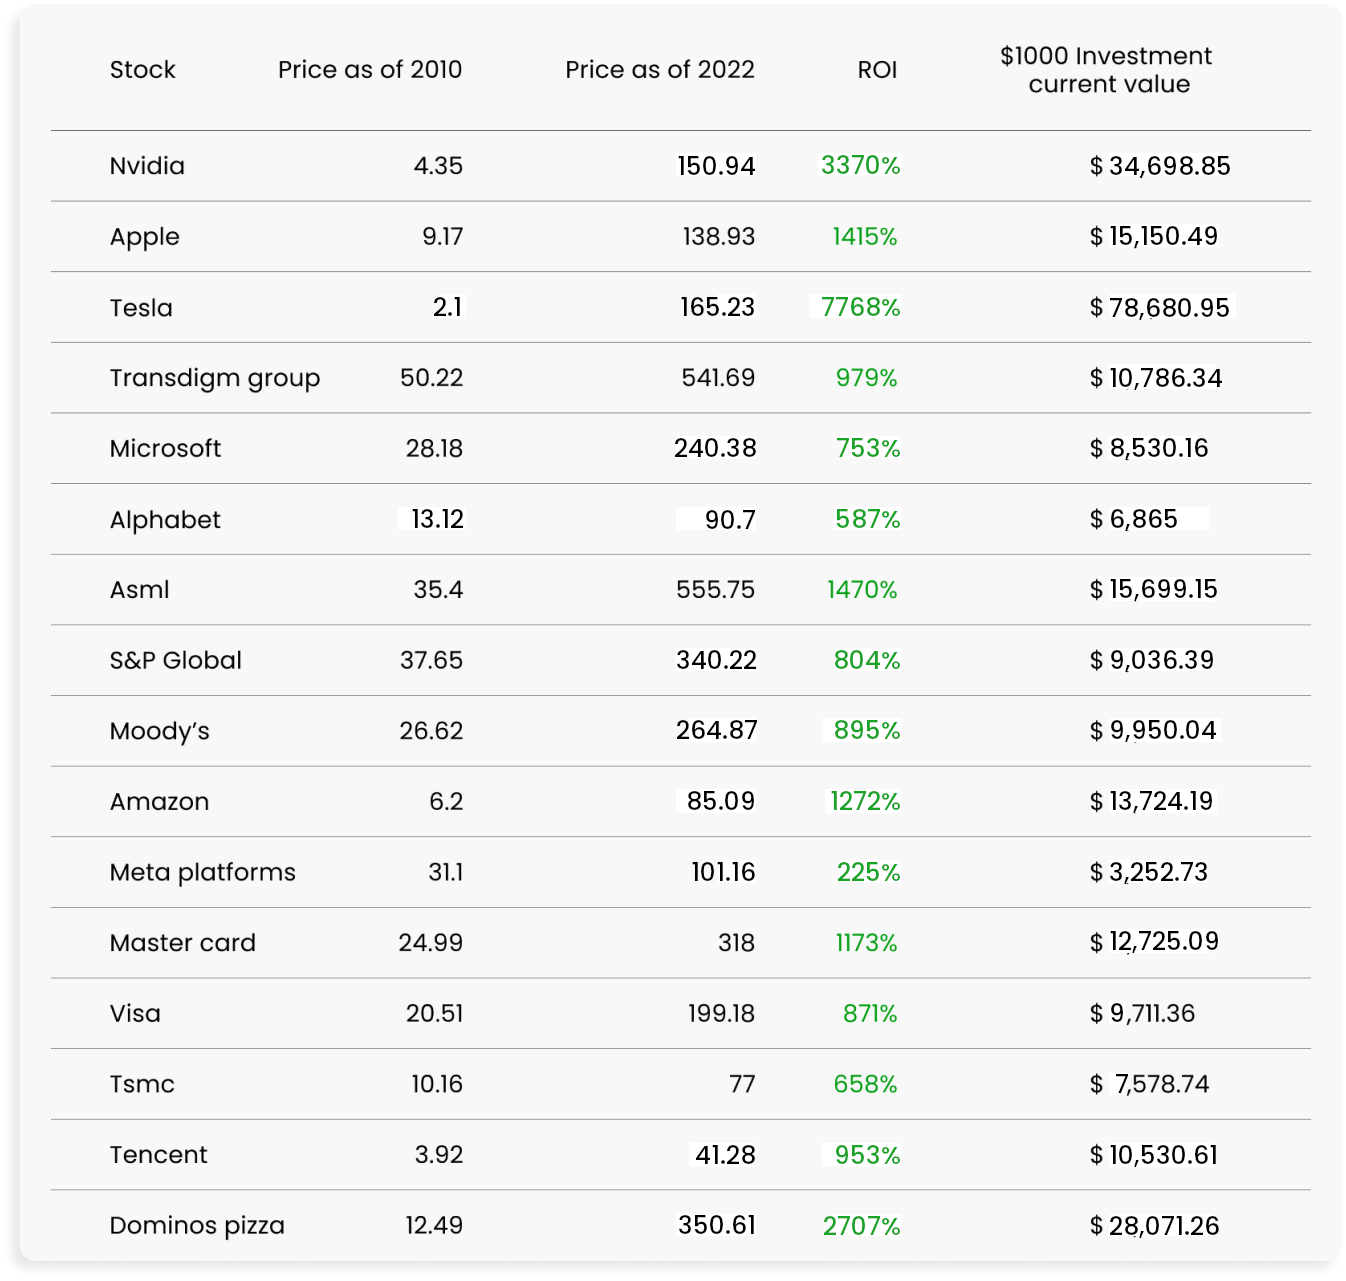 Stock Price as of 2010 Price as of 2022 ROI $1000 Investment
current value
Nvidia 4.35 150.94 3370% $ 34,698.85
Apple 9.17 138.93 1415% $ 15,150.49
Tesla 2.1 165.23 7768% $ 78,680.95
Transdigm group 50.22 541.69 979% $ 10,786.34
Microsoft 28.18 240.38 753% $ 8,530.16
Alphabet 13.12 90.7 587% $ 6,865
Asml 35.4 555.75 1470% $ 15,699.15
S&P Global 37.65 340.22 804% $ 9,036.39
Moody’s 26.62 264.87 895% $ 9,950.04
Amazon 6.2 85.09 1272% $ 13,724.19
Meta platforms 31.1 101.16 225% $ 3,252.73
Master card 24.99 318 1173% $ 12,725.09
Visa 20.51 199.18 871% $ 9,711.36
Tsmc 10.16 77 658% $ 7,578.74
Tencent 3.92 41.28 953% $ 10,530.61
Dominos pizza 12.49 350.61 2707% $ 28,071.26